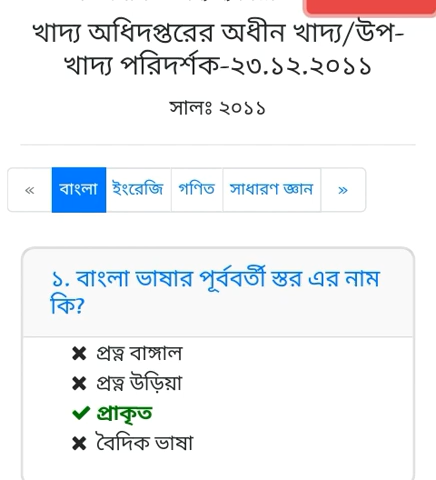 খাদ্য অধিদপ্তরের অধীন খাদ্য/উপ-
খাদ্য পরিদর্শক-২৩.১২.২০১১
সালঃ ২০১১
« বাংলা ইংরেজি গণিত সাধারণ জ্ঞান »
১. বাংলা ভাষার পূর্ববর্তী স্তর এর নাম
কি?
✖ প্রত্ন বাঙ্গাল
✖ প্রত্ন উড়িয়া
✔ প্রাকৃত
✖ বৈদিক ভাষা